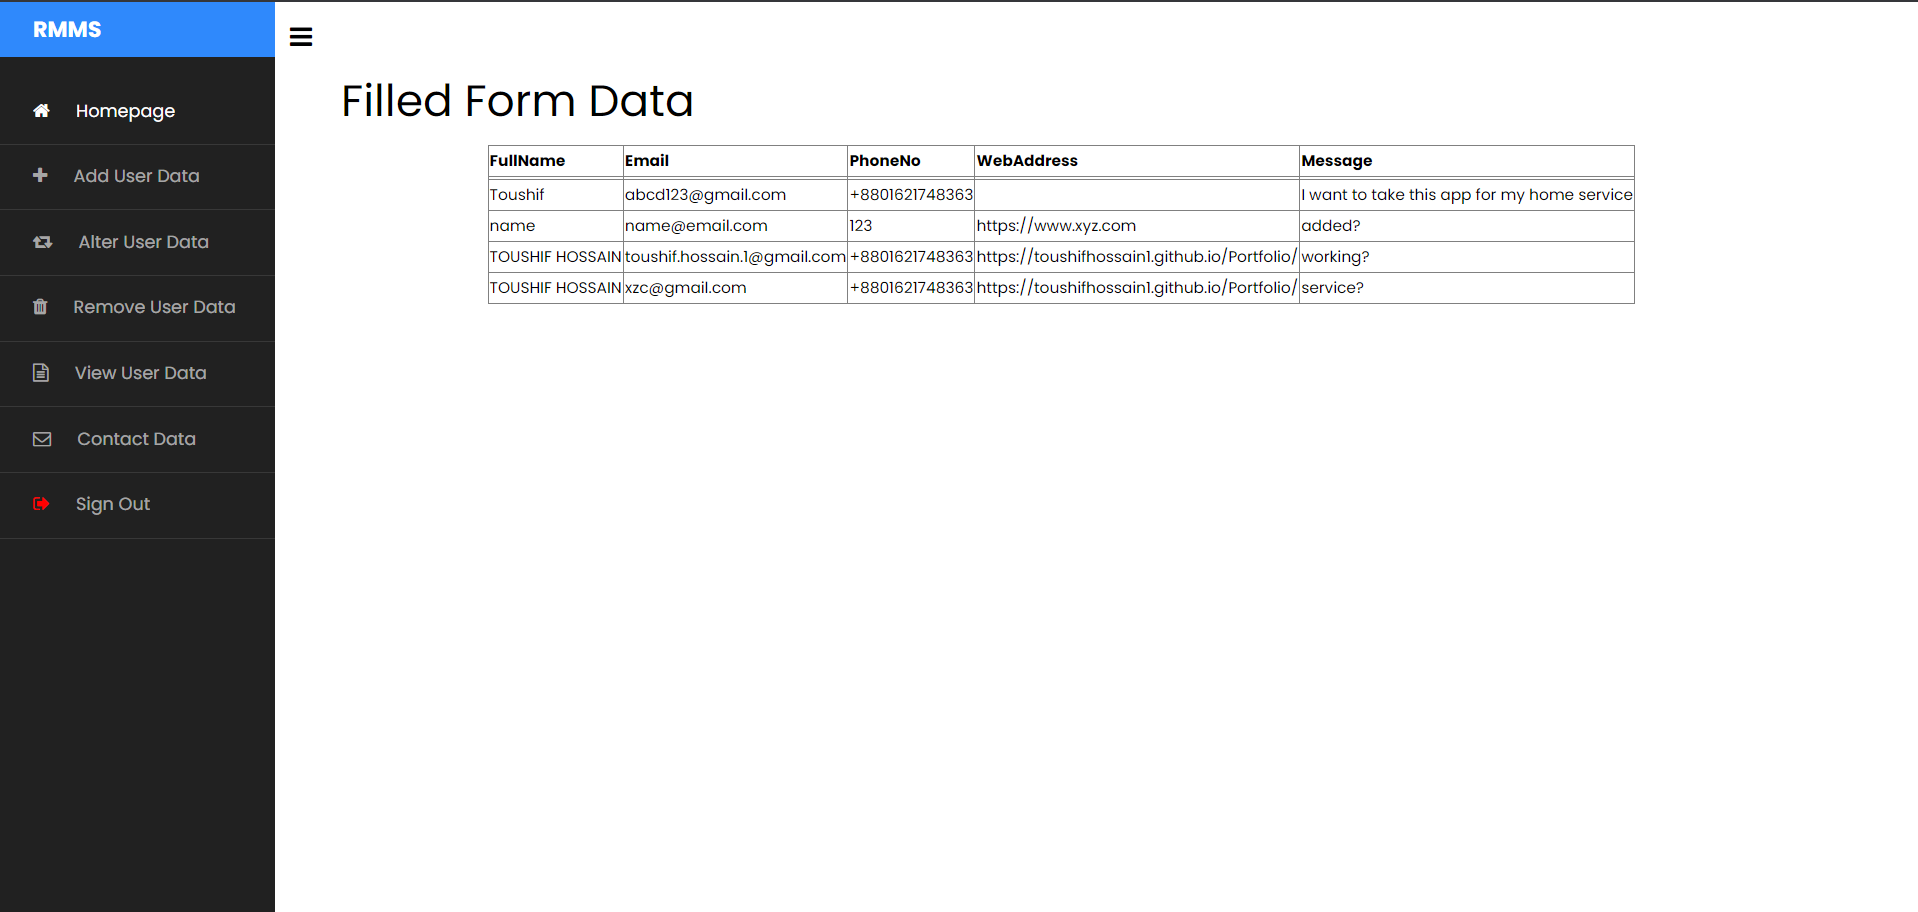 RMMS
Homepage
Add User Data
Alter User Data
Remove User Data
View User Data
Contact Data
Sign Out
Filled Form Data
FullName Email PhoneNo WebAddress Message
Toushif abcd123@gmail.com +8801621748363 I want to take this app for my home service
name name@email.com 123 https://www.xyz.com added?
TOUSHIF HOSSAIN toushif.hossain.1@gmail.com +8801621748363 https://toushifhossain1.github.io/Portfolio/ working?
TOUSHIF HOSSAIN xzc@gmail.com +8801621748363 https://toushifhossain1.github.io/Portfolio/ service?